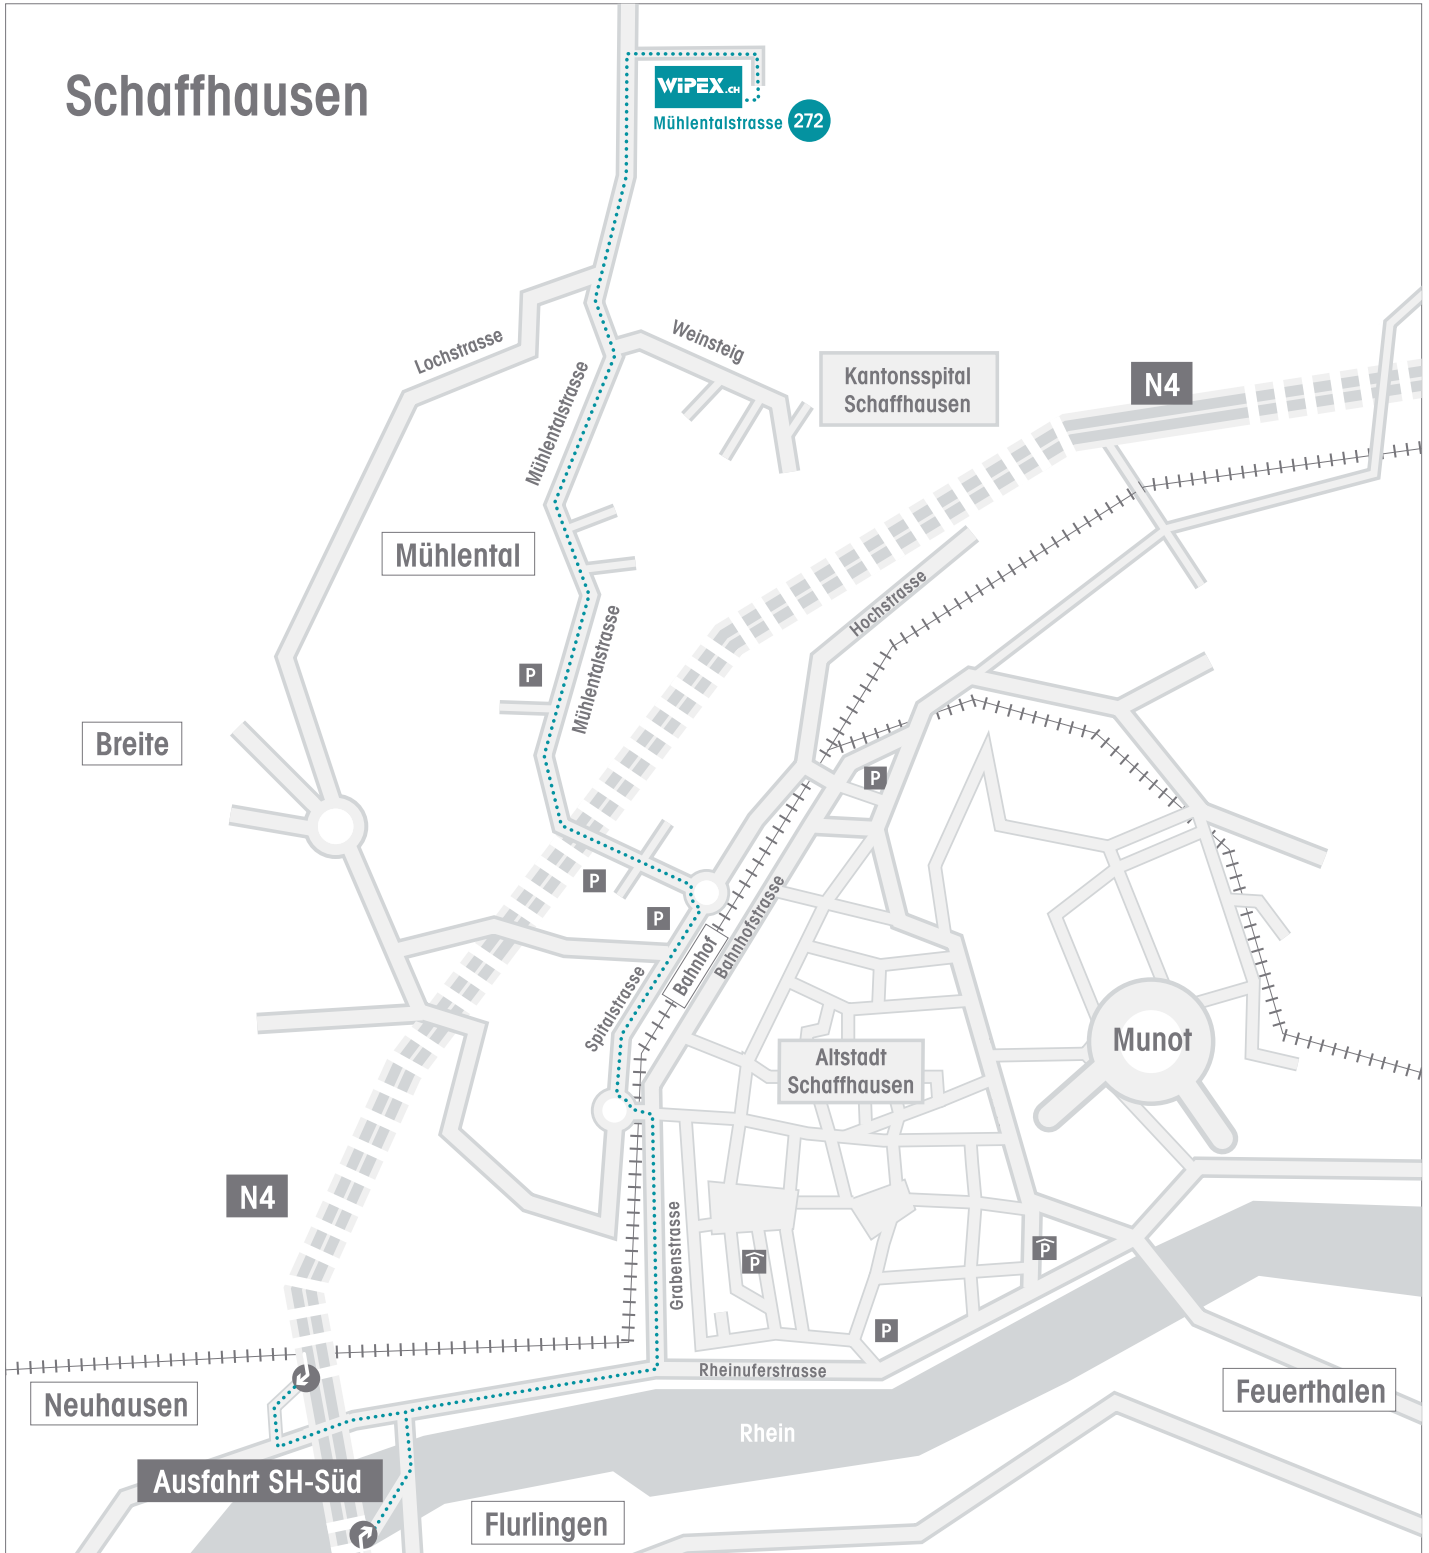 Schaffhausen
WiPEX.CH
Mühlentalstrasse 272
Weinsteig
Lochstrasse
Mühlentalstrasse
Kantonsspital
Schaffhausen
N4
Mühlental
Hochstrasse
Mühlentalstrasse
P
Breite
P
P
P
Bahnhofstrasse
Bahnhof
Spitalstrasse
Munot
Altstadt
Schaffhausen
N4
Grabenstrasse
P
P
P
Rheinuferstrasse
Neuhausen
Feuerthalen
Rhein
Ausfahrt SH-Süd
Flurlingen